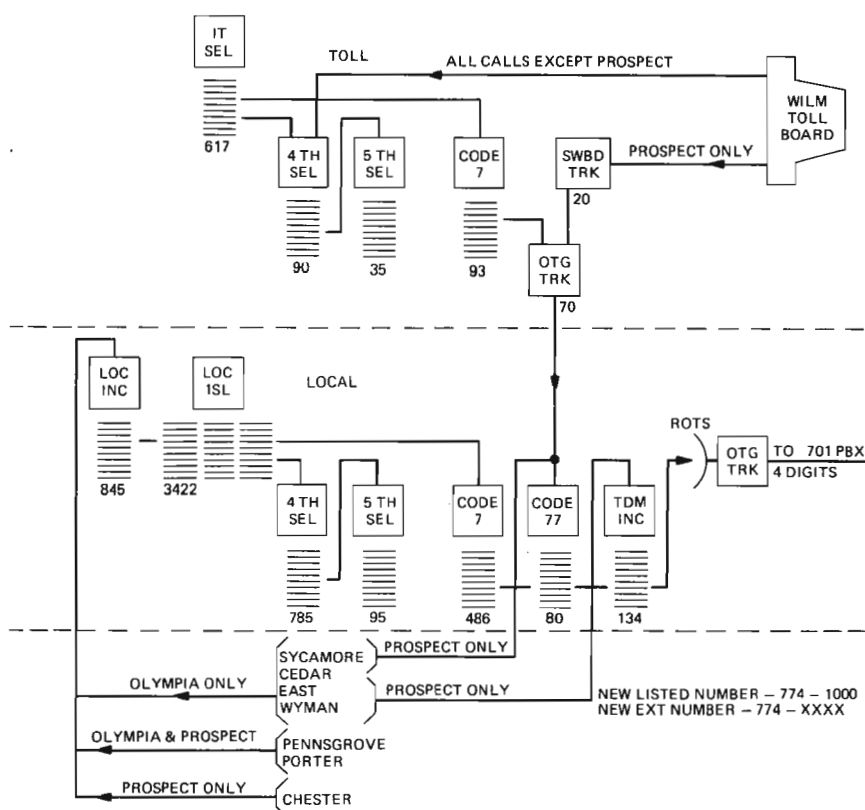 IT
SEL
TOLL
ALL CALLS EXCEPT PROSPECT
WILM
TOLL
BOARD
617
4 TH
SEL
5 TH
SEL
CODE
7
SWBD
TRK
PROSPECT ONLY
20
90
35
93
OTG
TRK
70
LOC
INC
LOC
1SL
LOCAL
845
3422
ROTS
OTG
TRK
TO 701 PBX
4 DIGITS
4 TH
SEL
5 TH
SEL
CODE
7
CODE
77
TDM
INC
785
95
486
80
134
SYCAMORE
CEDAR
EAST
WYMAN
PROSPECT ONLY
PROSPECT ONLY
OLYMPIA ONLY
NEW LISTED NUMBER – 774 – 1000
NEW EXT NUMBER – 774 – XXXX
OLYMPIA & PROSPECT
PENNSGROVE
PORTER
PROSPECT ONLY
CHESTER